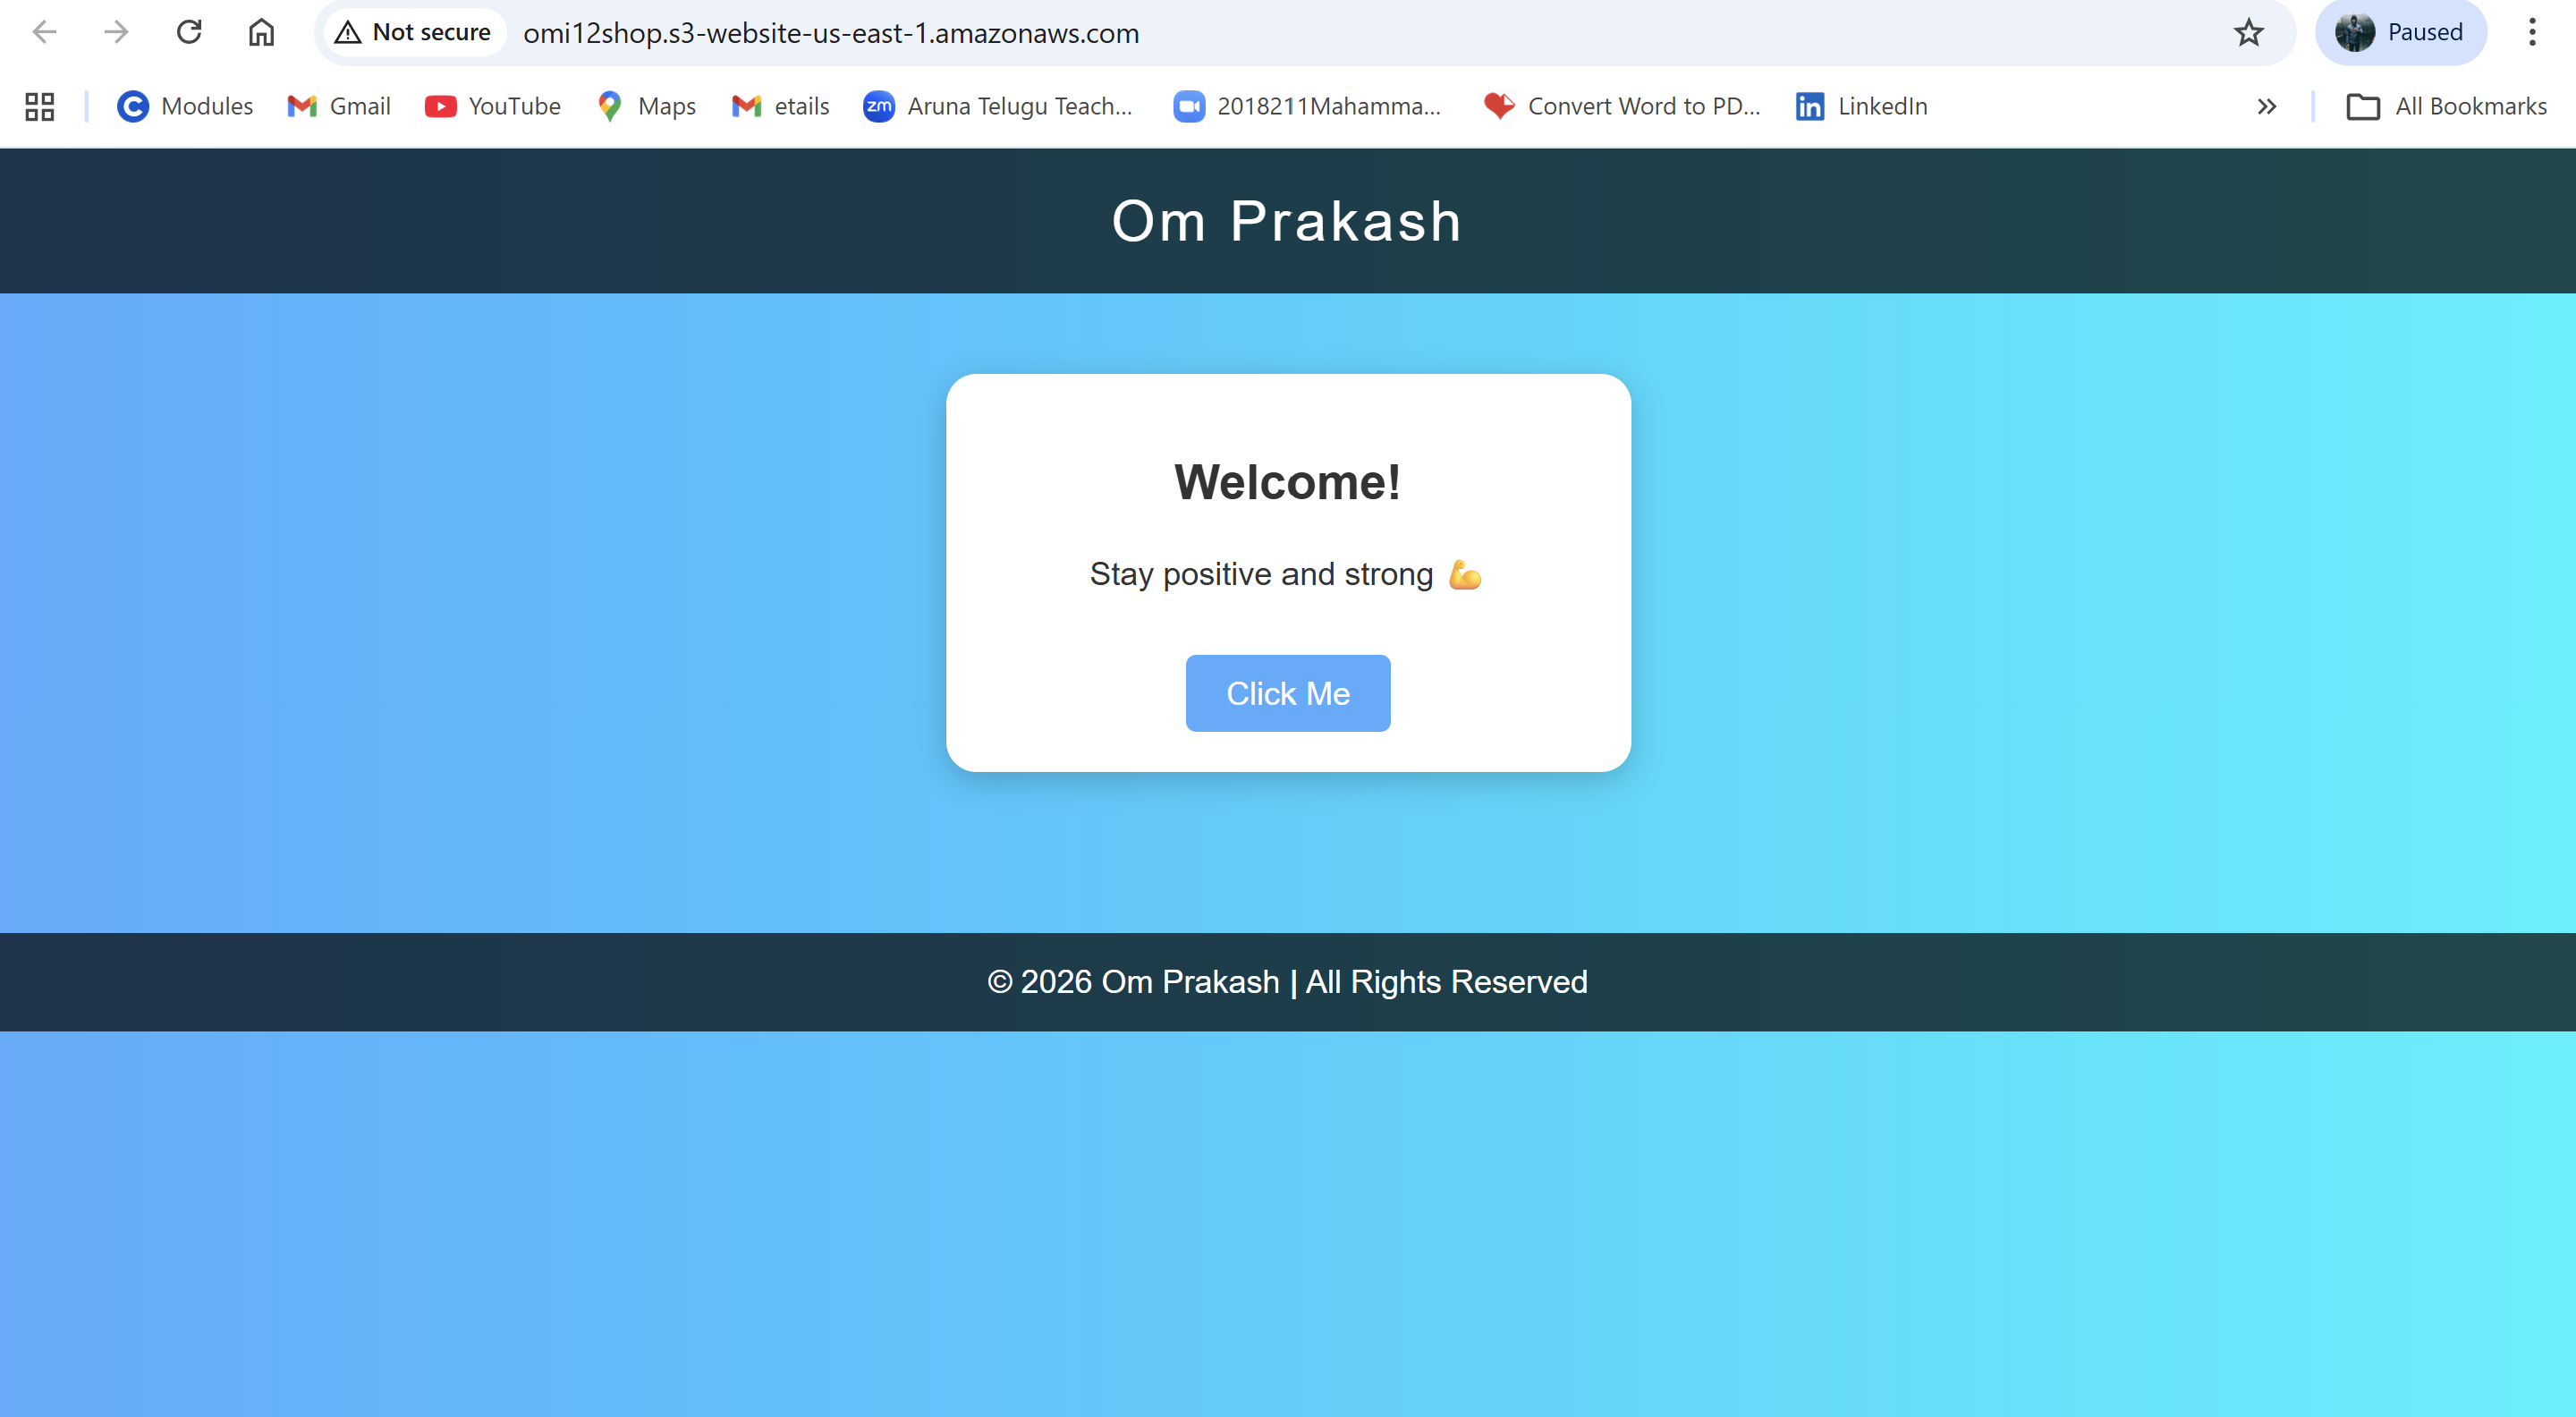 Not secure omi12shop.s3-website-us-east-1.amazonaws.com Paused
Modules Gmail YouTube Maps etails Aruna Telugu Teach... 2018211Mahamma... Convert Word to PD... LinkedIn All Bookmarks
Om Prakash
Welcome!
Stay positive and strong 💪
Click Me
© 2026 Om Prakash | All Rights Reserved